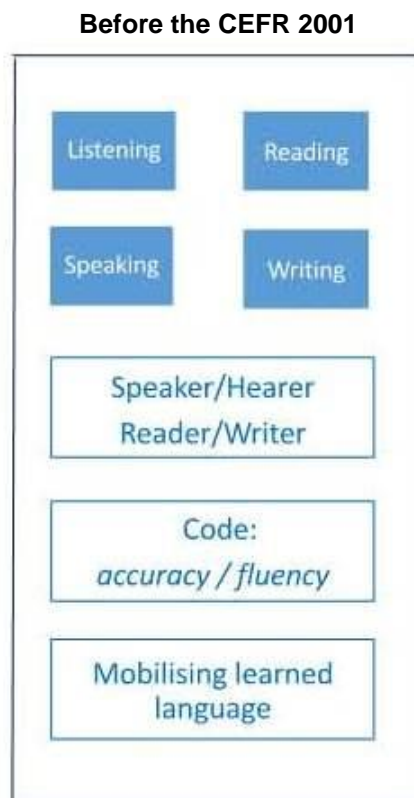 Before the CEFR 2001
Listening
Reading
Speaking
Writing
Speaker/Hearer
Reader/Writer
Code:
accuracy / fluency
Mobilising learned
language